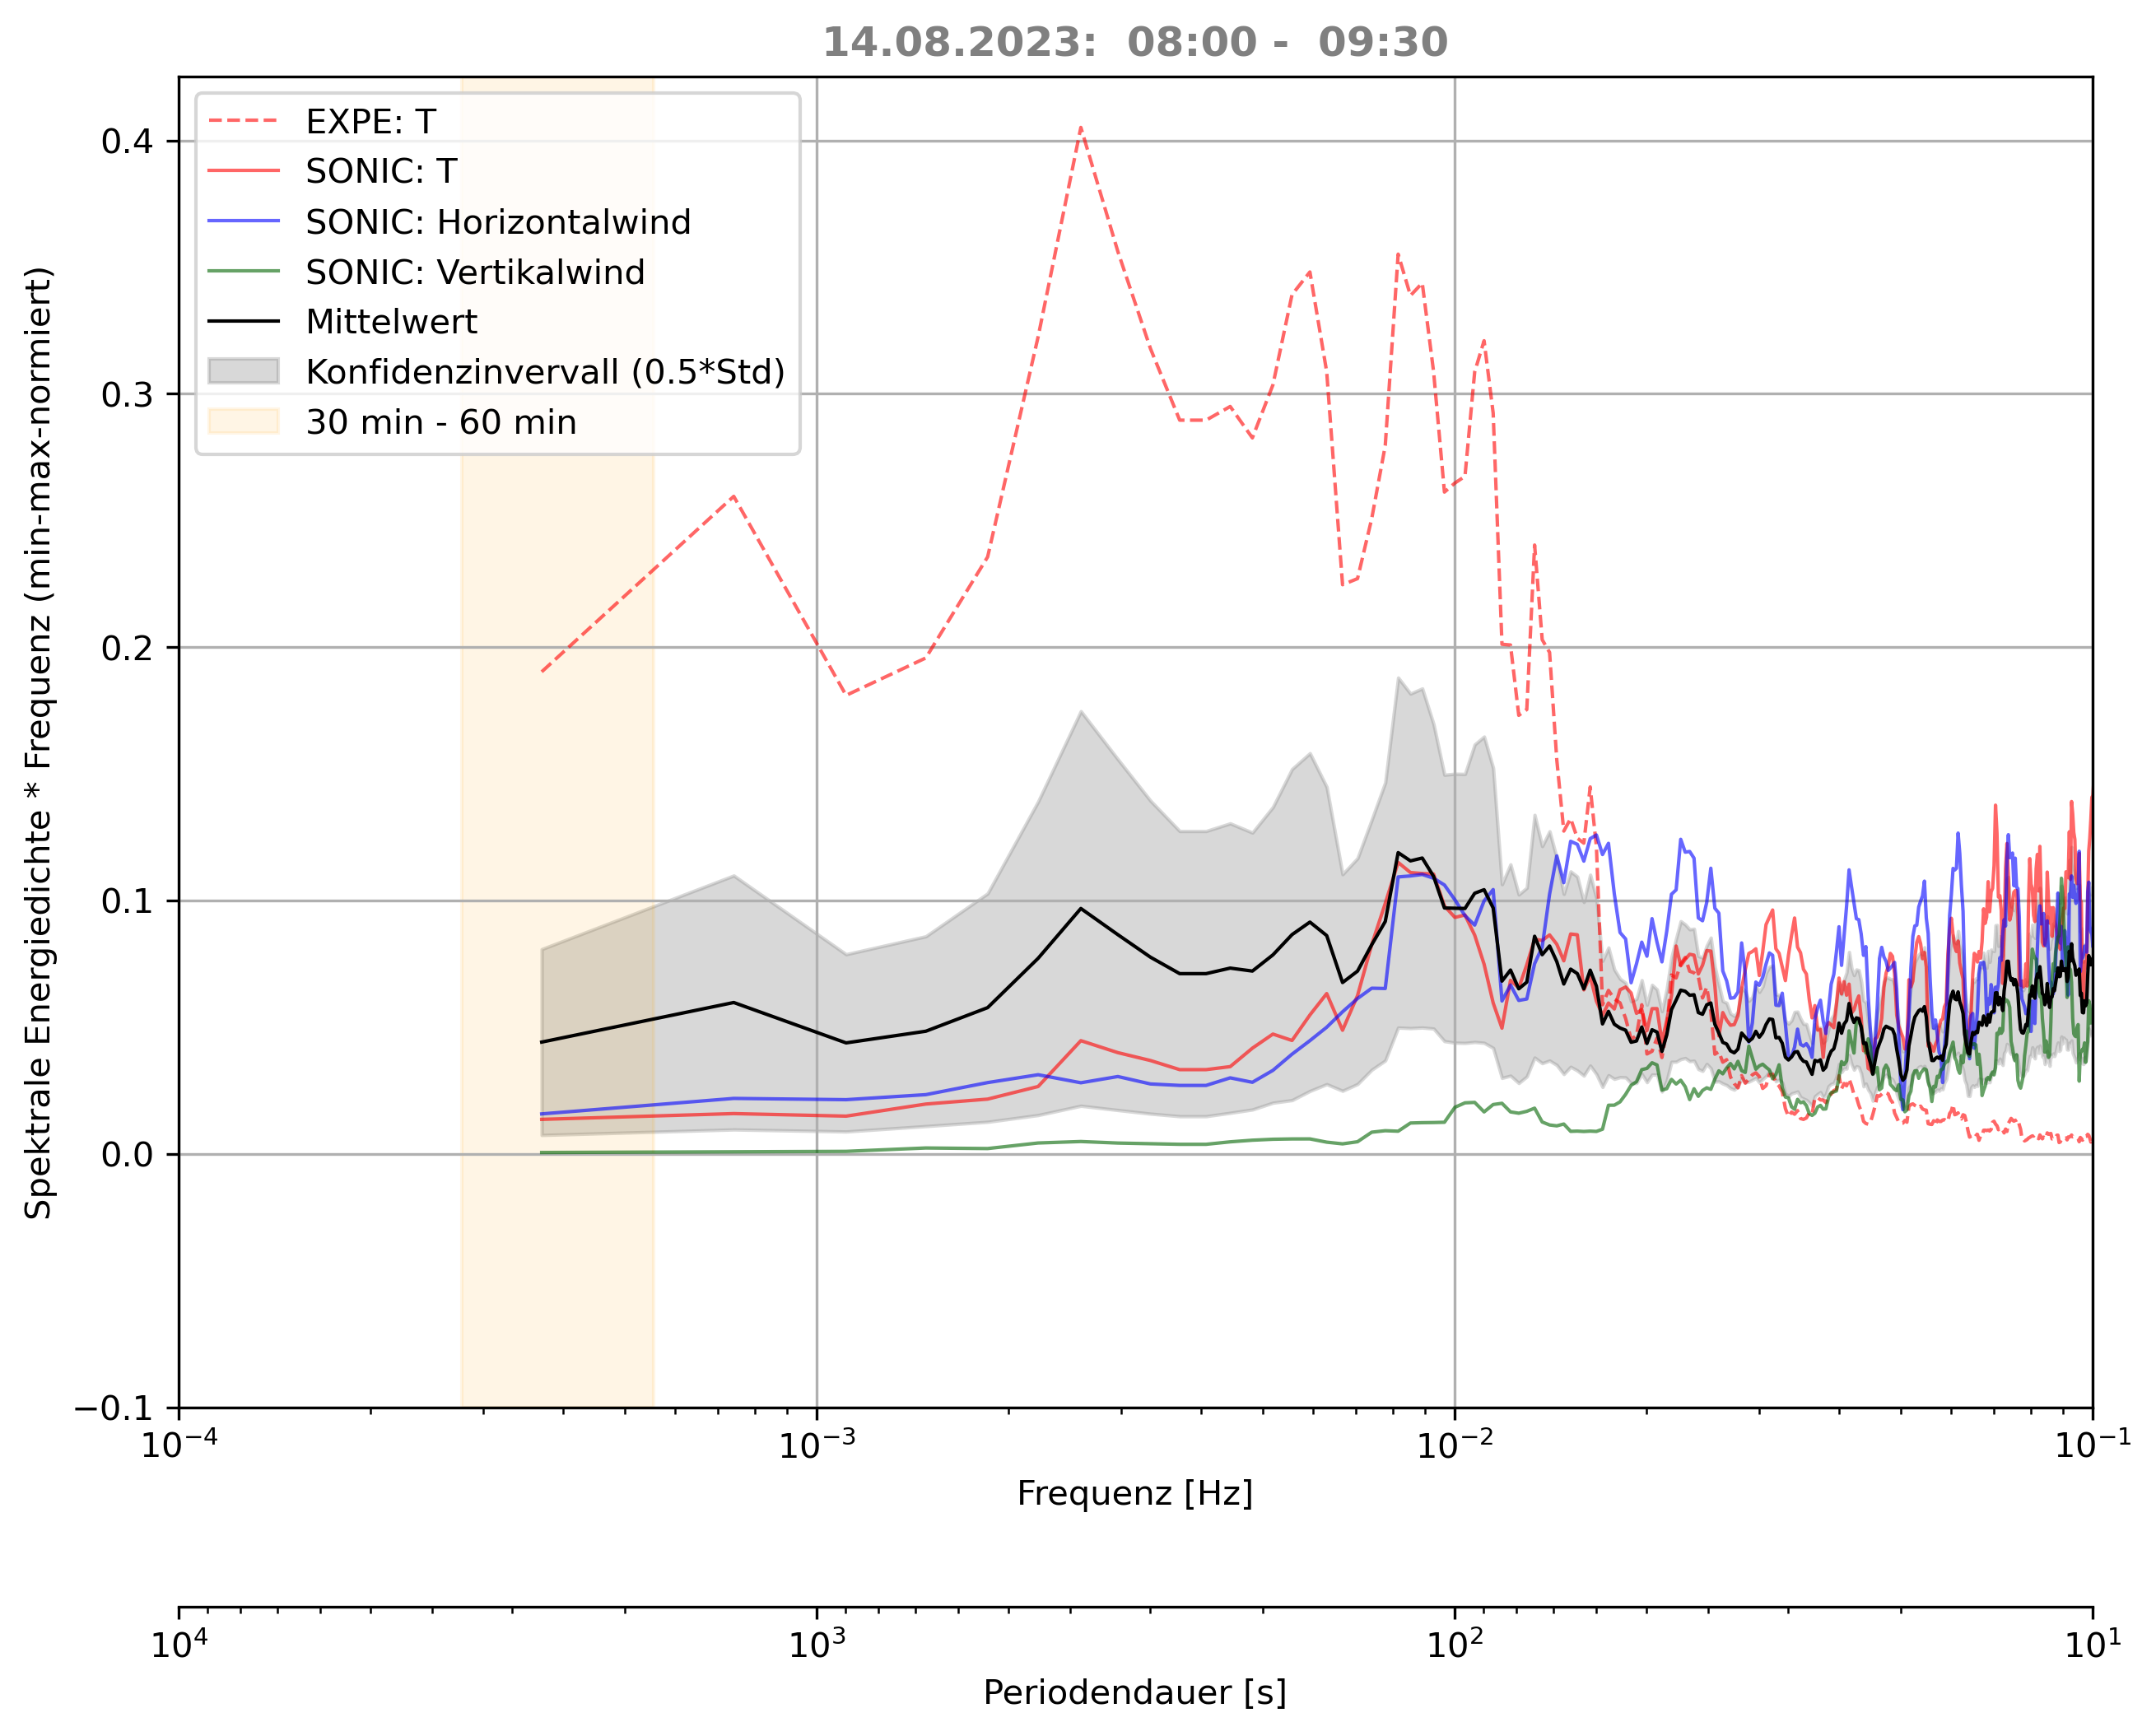 14.08.2023:  08:00 -  09:30
EXPE: T
SONIC: T
SONIC: Horizontalwind
SONIC: Vertikalwind
Mittelwert
Konfidenzinvervall (0.5*Std)
30 min - 60 min
Spektrale Energiedichte * Frequenz (min-max-normiert)
0.4
0.3
0.2
0.1
0.0
−0.1
10⁻⁴ 10⁻³ 10⁻² 10⁻¹
Frequenz [Hz]
10⁴ 10³ 10² 10¹
Periodendauer [s]